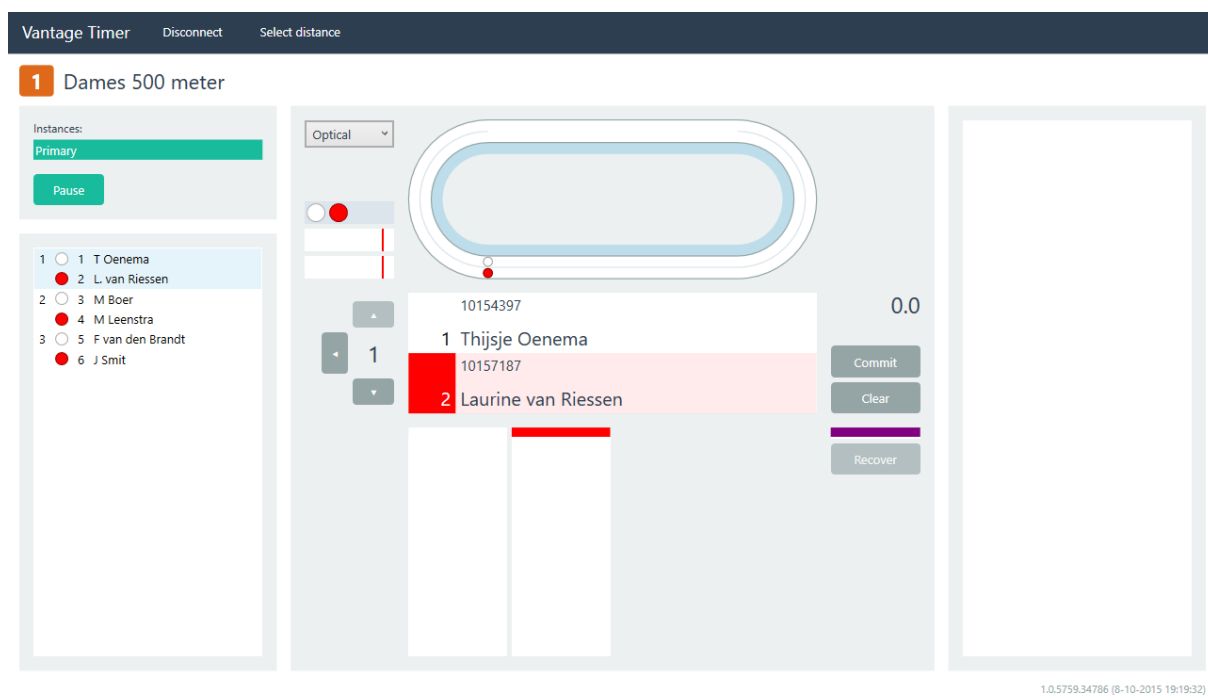 Vantage Timer Disconnect Select distance
1 Dames 500 meter
Instances:
Primary
Pause
1 1 T Oenema
2 L. van Riessen
2 3 M Boer
4 M Leenstra
3 5 F van den Brandt
6 J Smit
Optical
1
10154397
1 Thijsje Oenema
10157187
2 Laurine van Riessen
0.0
Commit
Clear
Recover
1.0.5759.34786 (8-10-2015 19:19:32)